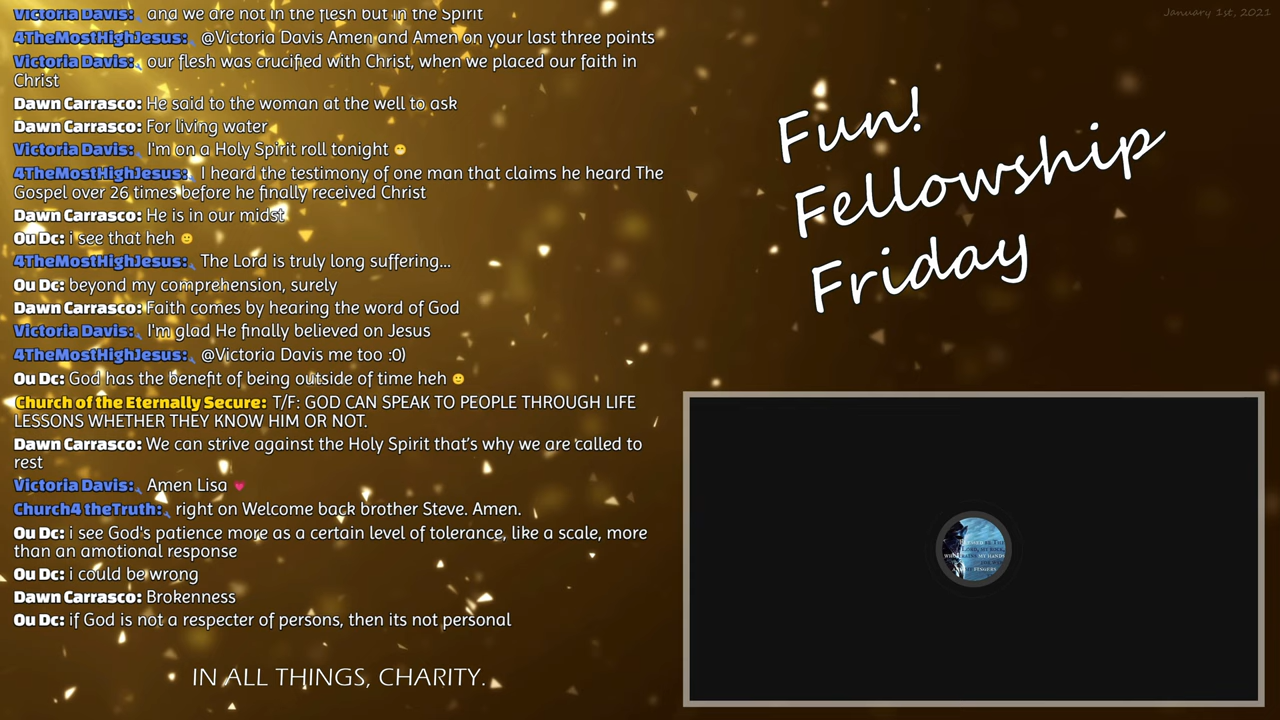 Victoria Davis: and we are not in the flesh but in the Spirit
4TheMostHighJesus: @Victoria Davis Amen and Amen on your last three points
Victoria Davis: our flesh was crucified with Christ, when we placed our faith in
Christ
Dawn Carrasco: He said to the woman at the well to ask
Dawn Carrasco: For living water
Victoria Davis: I'm on a Holy Spirit roll tonight 😁
4TheMostHighJesus: I heard the testimony of one man that claims he heard The
Gospel over 26 times before he finally received Christ
Dawn Carrasco: He is in our midst
Ou Dc: i see that heh 🙂
4TheMostHighJesus: The Lord is truly long suffering...
Ou Dc: beyond my comprehension, surely
Dawn Carrasco: Faith comes by hearing the word of God
Victoria Davis: I'm glad He finally believed on Jesus
4TheMostHighJesus: @Victoria Davis me too :0)
Ou Dc: God has the benefit of being outside of time heh 🙂
Church of the Eternally Secure: T/F: GOD CAN SPEAK TO PEOPLE THROUGH LIFE
LESSONS WHETHER THEY KNOW HIM OR NOT.
Dawn Carrasco: We can strive against the Holy Spirit that's why we are called to
rest
Victoria Davis: Amen Lisa 💗
Church4 theTruth: right on Welcome back brother Steve. Amen.
Ou Dc: i see God's patience more as a certain level of tolerance, like a scale, more
than an amotional response
Ou Dc: i could be wrong
Dawn Carrasco: Brokenness
Ou Dc: if God is not a respecter of persons, then its not personal
IN ALL THINGS, CHARITY.
January 1st, 2021
Fun!
Fellowship
Friday
BLESSED BE THE
LORD, MY ROCK,
MY HANDS
FINGERS